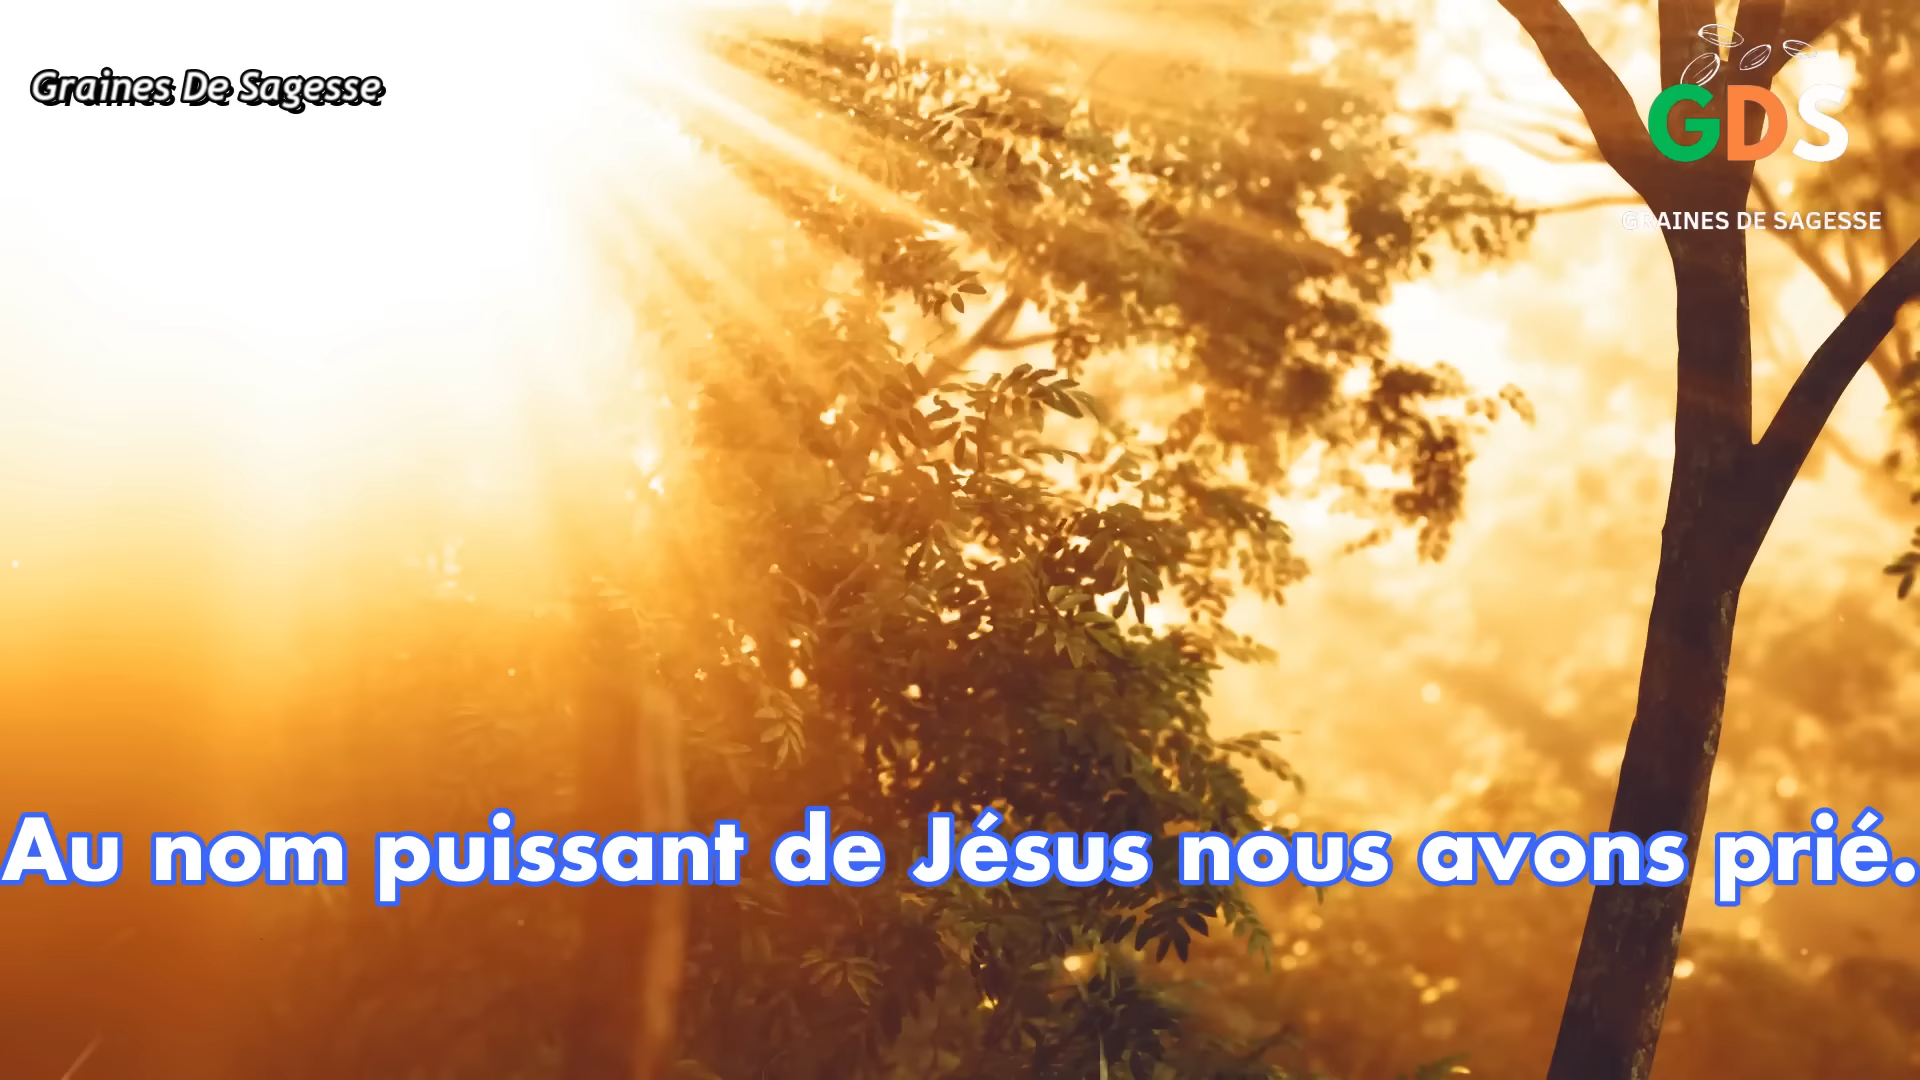 Graines De Sagesse
GDS
GRAINES DE SAGESSE
Au nom puissant de Jésus nous avons prié.